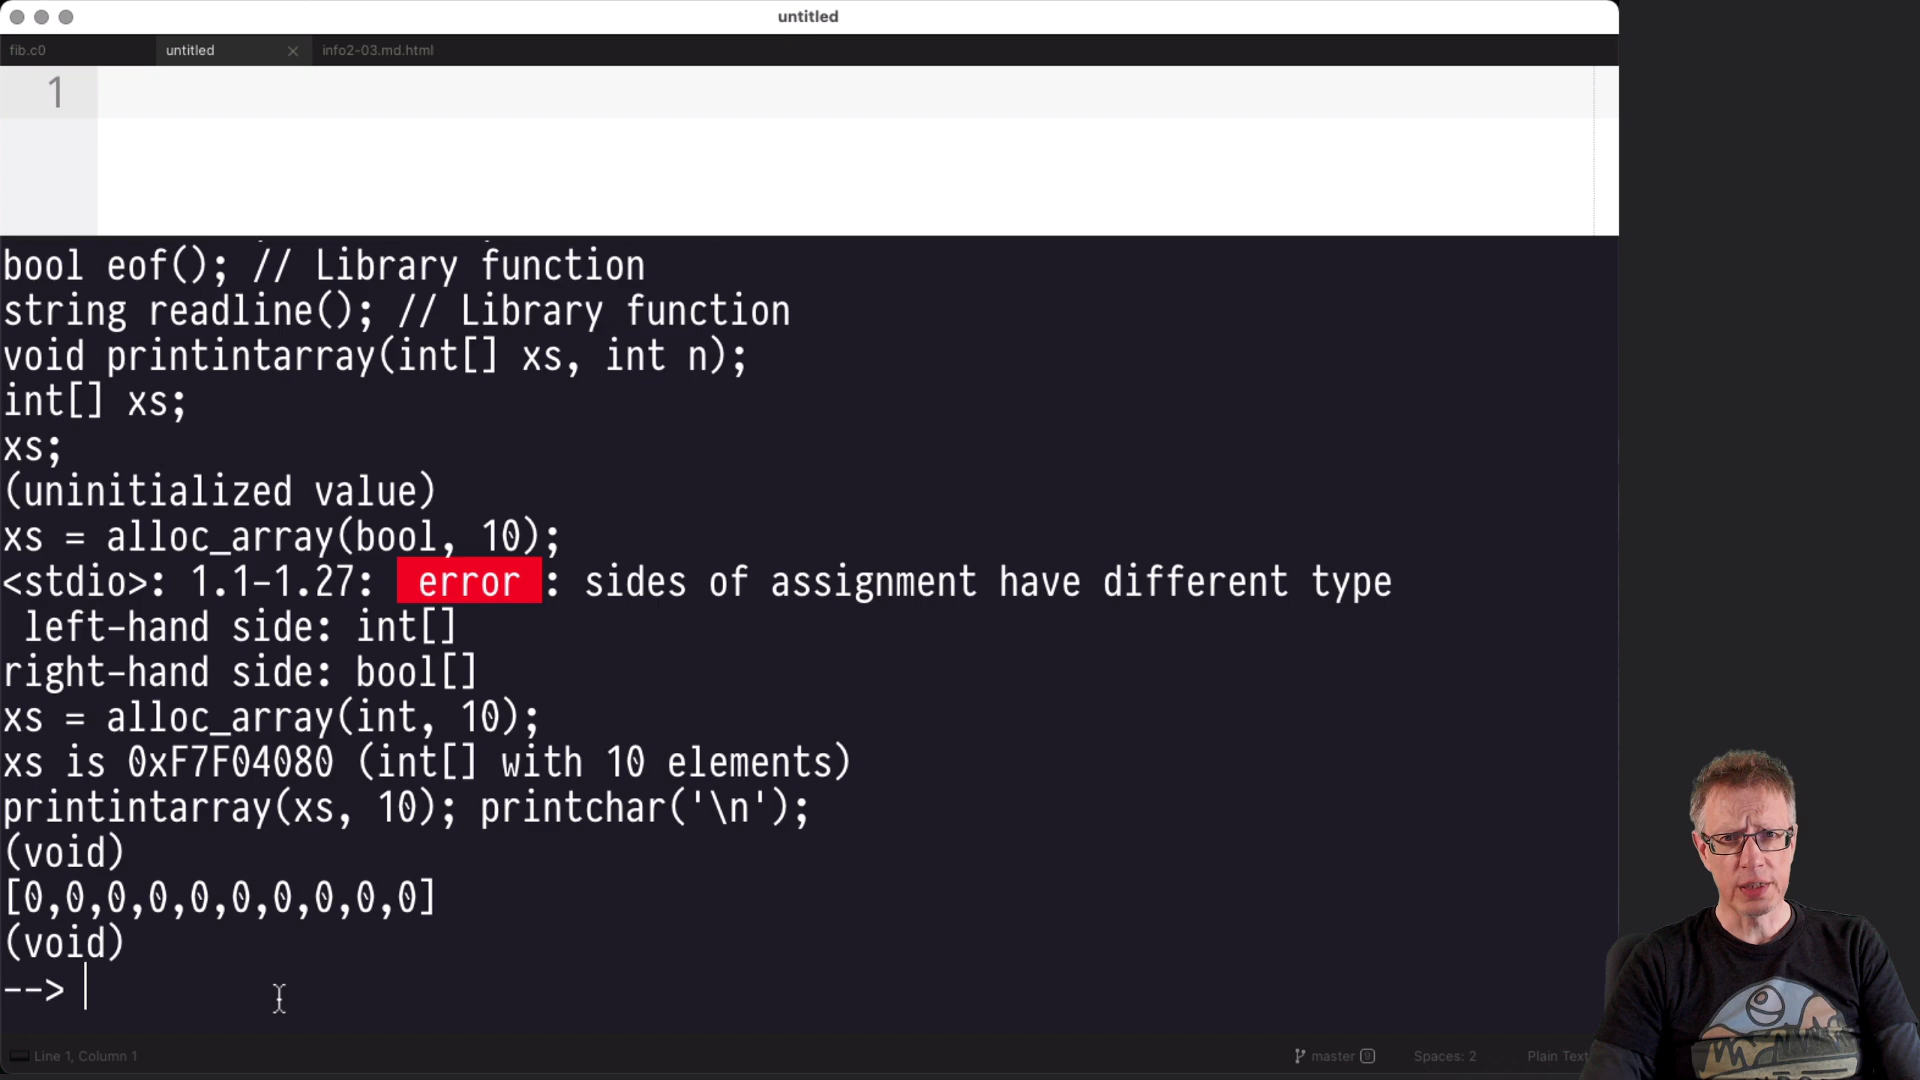 untitled
fib.c0
untitled
info2-03.md.html
1
bool eof(); // Library function
string readline(); // Library function
void printintarray(int[] xs, int n);
int[] xs;
xs;
(uninitialized value)
xs = alloc_array(bool, 10);
<stdio>: 1.1-1.27: error : sides of assignment have different type
left-hand side: int[]
right-hand side: bool[]
xs = alloc_array(int, 10);
xs is 0xF7F04080 (int[] with 10 elements)
printintarray(xs, 10); printchar('\n');
(void)
[0,0,0,0,0,0,0,0,0,0]
(void)
-->
Line 1, Column 1
master 9
Spaces: 2
Plain Text